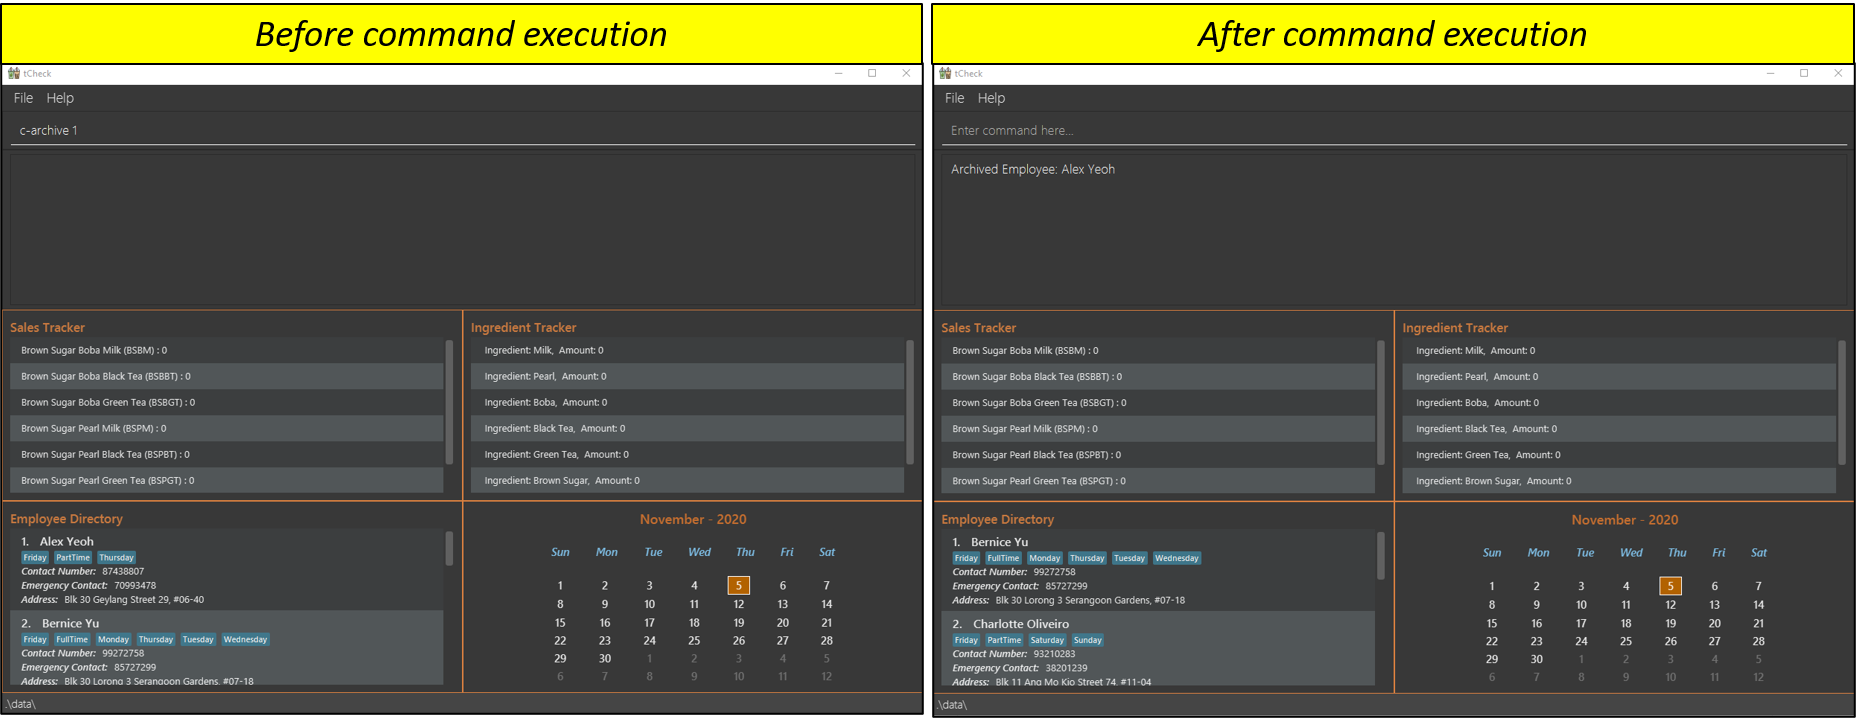 Before command execution
tCheck
File Help
c-archive 1
Sales Tracker
Brown Sugar Boba Milk (BSBM) : 0
Brown Sugar Boba Black Tea (BSBBT) : 0
Brown Sugar Boba Green Tea (BSBGT) : 0
Brown Sugar Pearl Milk (BSPM) : 0
Brown Sugar Pearl Black Tea (BSPBT) : 0
Brown Sugar Pearl Green Tea (BSPGT) : 0
Ingredient Tracker
Ingredient: Milk, Amount: 0
Ingredient: Pearl, Amount: 0
Ingredient: Boba, Amount: 0
Ingredient: Black Tea, Amount: 0
Ingredient: Green Tea, Amount: 0
Ingredient: Brown Sugar, Amount: 0
Employee Directory
1. Alex Yeoh
Friday PartTime Thursday
Contact Number: 87438807
Emergency Contact: 70993478
Address: Blk 30 Geylang Street 29, #06-40
2. Bernice Yu
Friday FullTime Monday Thursday Tuesday Wednesday
Contact Number: 99272758
Emergency Contact: 85727299
Address: Blk 30 Lorong 3 Serangoon Gardens, #07-18
November - 2020
Sun Mon Tue Wed Thu Fri Sat
1 2 3 4 5 6 7
8 9 10 11 12 13 14
15 16 17 18 19 20 21
22 23 24 25 26 27 28
29 30 1 2 3 4 5
6 7 8 9 10 11 12
.\data\
After command execution
tCheck
File Help
Enter command here...
Archived Employee: Alex Yeoh
Sales Tracker
Brown Sugar Boba Milk (BSBM) : 0
Brown Sugar Boba Black Tea (BSBBT) : 0
Brown Sugar Boba Green Tea (BSBGT) : 0
Brown Sugar Pearl Milk (BSPM) : 0
Brown Sugar Pearl Black Tea (BSPBT) : 0
Brown Sugar Pearl Green Tea (BSPGT) : 0
Ingredient Tracker
Ingredient: Milk, Amount: 0
Ingredient: Pearl, Amount: 0
Ingredient: Boba, Amount: 0
Ingredient: Black Tea, Amount: 0
Ingredient: Green Tea, Amount: 0
Ingredient: Brown Sugar, Amount: 0
Employee Directory
1. Bernice Yu
Friday FullTime Monday Thursday Tuesday Wednesday
Contact Number: 99272758
Emergency Contact: 85727299
Address: Blk 30 Lorong 3 Serangoon Gardens, #07-18
2. Charlotte Oliveiro
Friday PartTime Saturday Sunday
Contact Number: 93210283
Emergency Contact: 38201239
Address: Blk 11 Ang Mo Kio Street 74, #11-04
November - 2020
Sun Mon Tue Wed Thu Fri Sat
1 2 3 4 5 6 7
8 9 10 11 12 13 14
15 16 17 18 19 20 21
22 23 24 25 26 27 28
29 30 1 2 3 4 5
6 7 8 9 10 11 12
.\data\